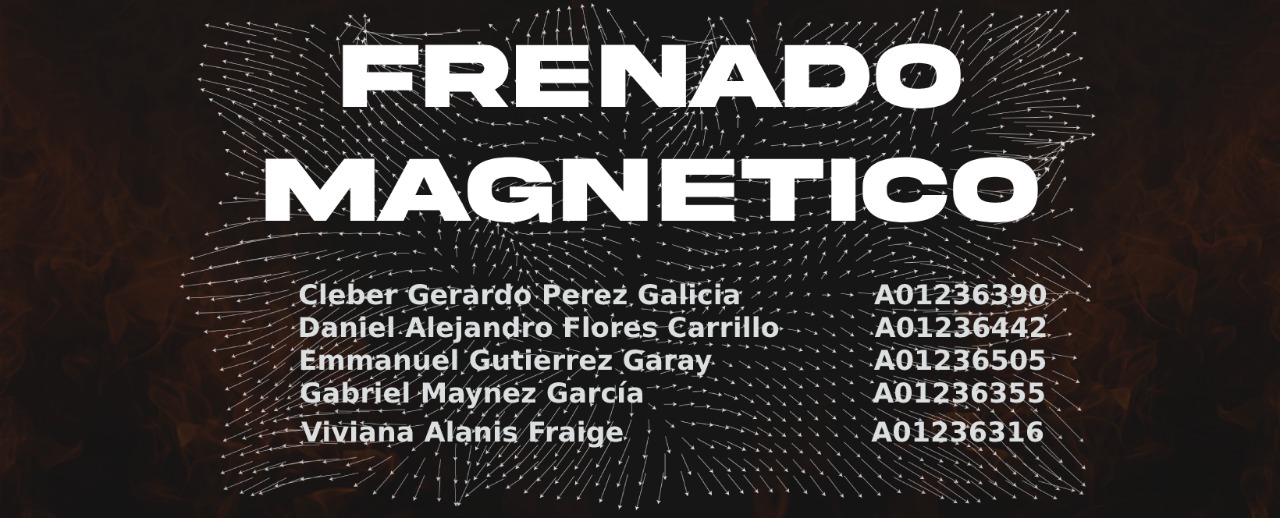 FRENADO
MAGNETICO
Cleber Gerardo Perez Galicia A01236390
Daniel Alejandro Flores Carrillo A01236442
Emmanuel Gutierrez Garay A01236505
Gabriel Maynez García A01236355
Viviana Alanis Fraige A01236316